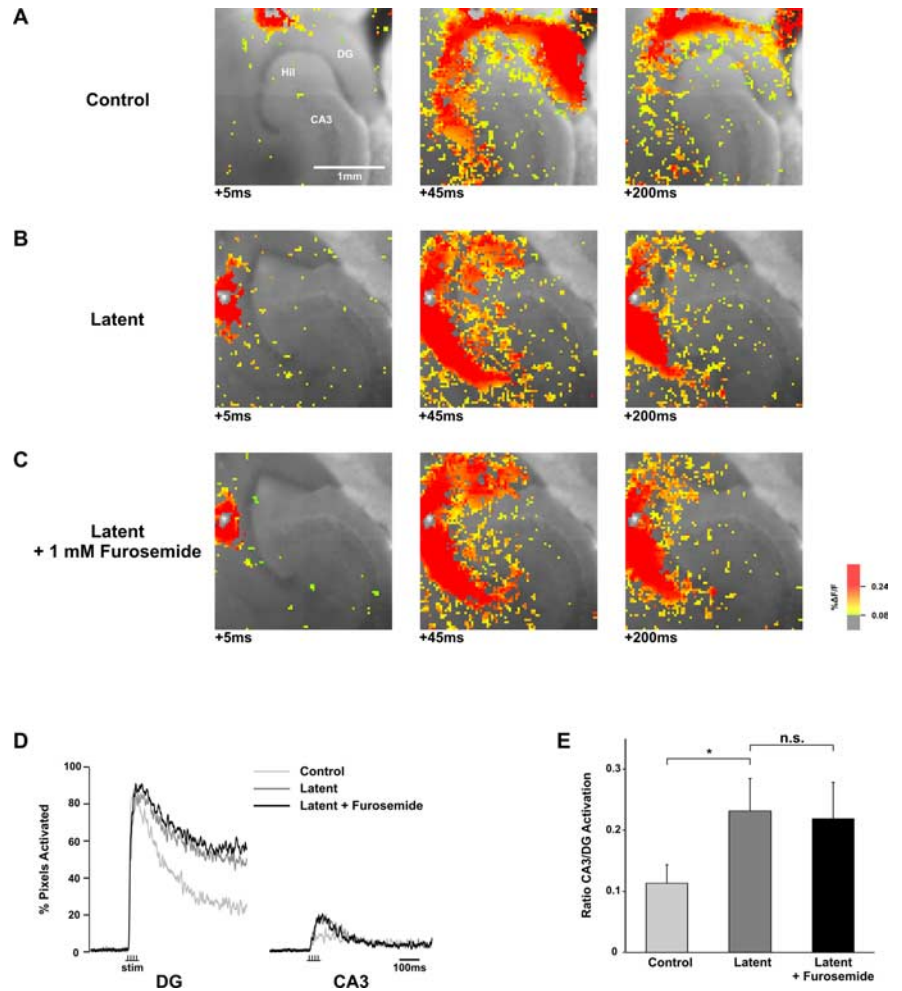 A
Control
DG
Hil
CA3
1mm
+5ms
+45ms
+200ms
B
Latent
+5ms
+45ms
+200ms
C
Latent
+ 1 mM Furosemide
+5ms
+45ms
+200ms
%ΔF/F
0.24
0.08
D
% Pixels Activated
100
80
60
40
20
0
Control
Latent
Latent + Furosemide
stim
100ms
DG
CA3
E
Ratio CA3/DG Activation
0.3
0.2
0.1
0
*
n.s.
Control
Latent
Latent
+ Furosemide